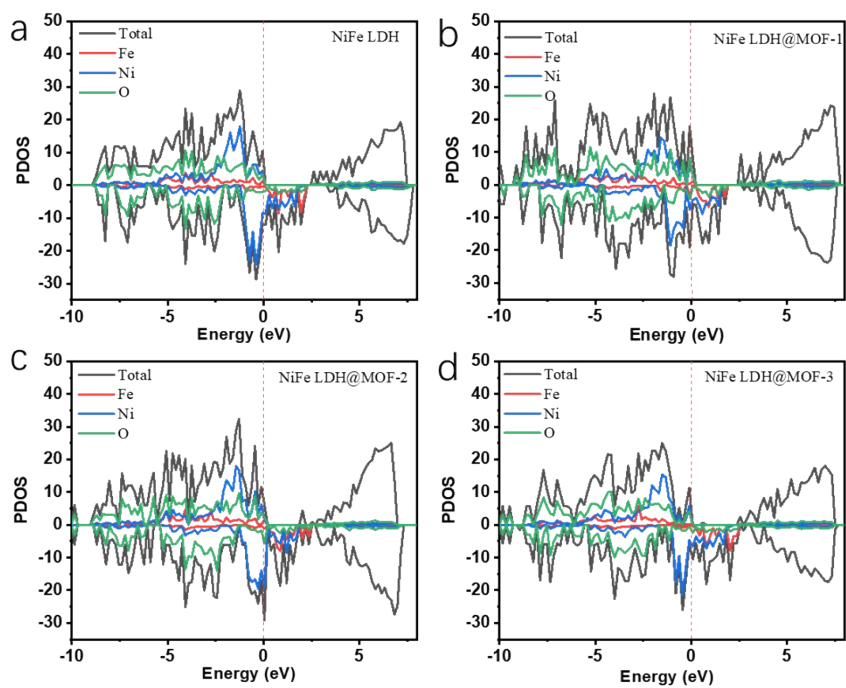 a
NiFe LDH
Total
Fe
Ni
O
50
40
30
20
10
0
-10
-20
-30
PDOS
-10
-5
0
5
Energy (eV)
b
NiFe LDH@MOF-1
Total
Fe
Ni
O
50
40
30
20
10
0
-10
-20
-30
PDOS
-10
-5
0
5
Energy (eV)
c
NiFe LDH@MOF-2
Total
Fe
Ni
O
50
40
30
20
10
0
-10
-20
-30
PDOS
-10
-5
0
5
Energy (eV)
d
NiFe LDH@MOF-3
Total
Fe
Ni
O
50
40
30
20
10
0
-10
-20
-30
PDOS
-10
-5
0
5
Energy (eV)